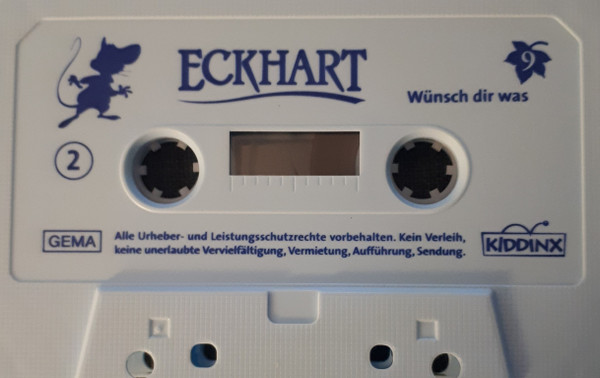 ECKHART
9
Wünsch dir was
2
GEMA
Alle Urheber- und Leistungsschutzrechte vorbehalten. Kein Verleih,
keine unerlaubte Vervielfältigung, Vermietung, Aufführung, Sendung.
KIDDINX